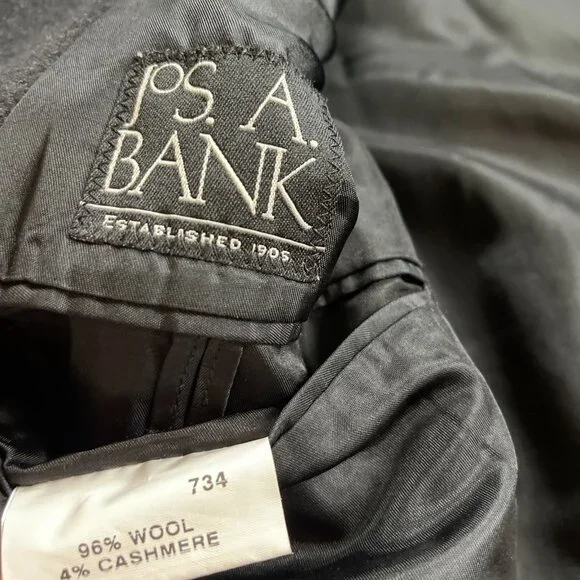 JOS. A.
BANK
ESTABLISHED 1905
734
96% WOOL
4% CASHMERE